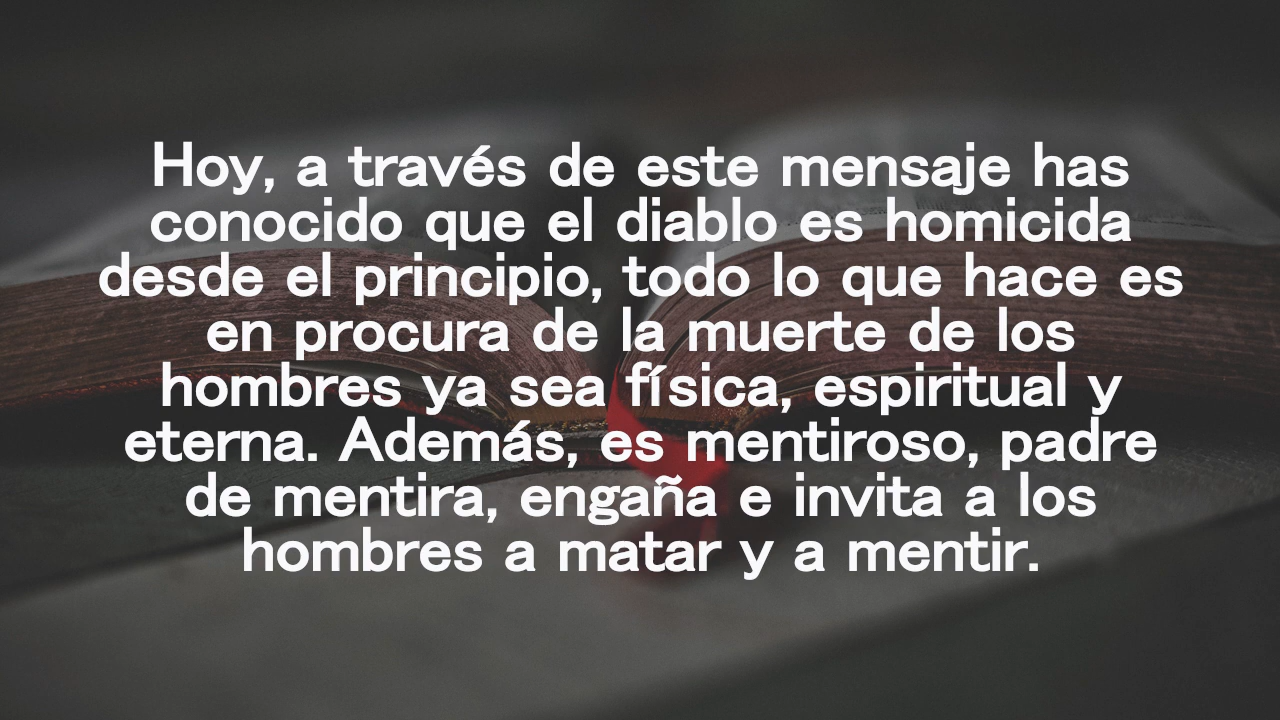 Hoy, a través de este mensaje has
conocido que el diablo es homicida
desde el principio, todo lo que hace es
en procura de la muerte de los
hombres ya sea física, espiritual y
eterna. Además, es mentiroso, padre
de mentira, engaña e invita a los
hombres a matar y a mentir.